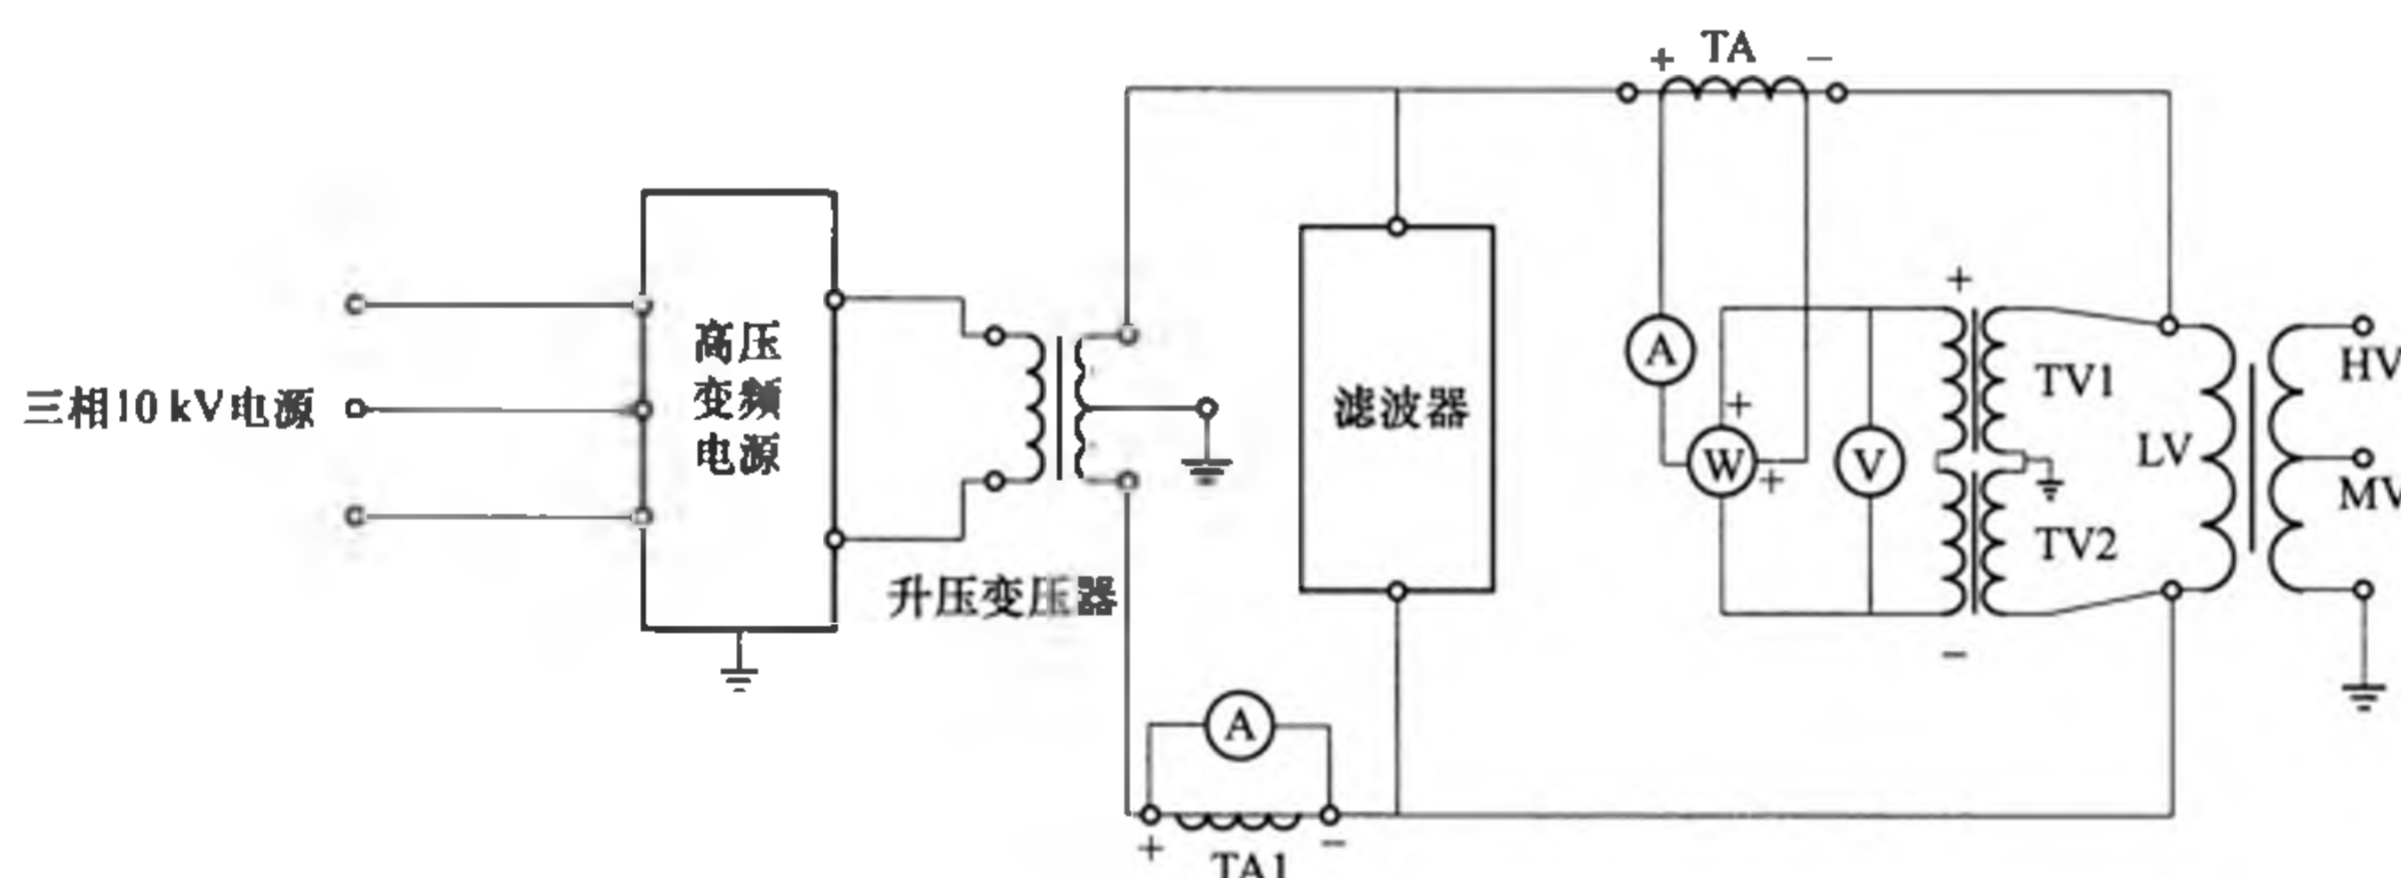 + TA −
三相10 kV电源
高压
变频
电源
升压变压器
滤波器
A
W
+
+
V
+
−
TV1
TV2
LV
HV
MV
A
+ −
TA1